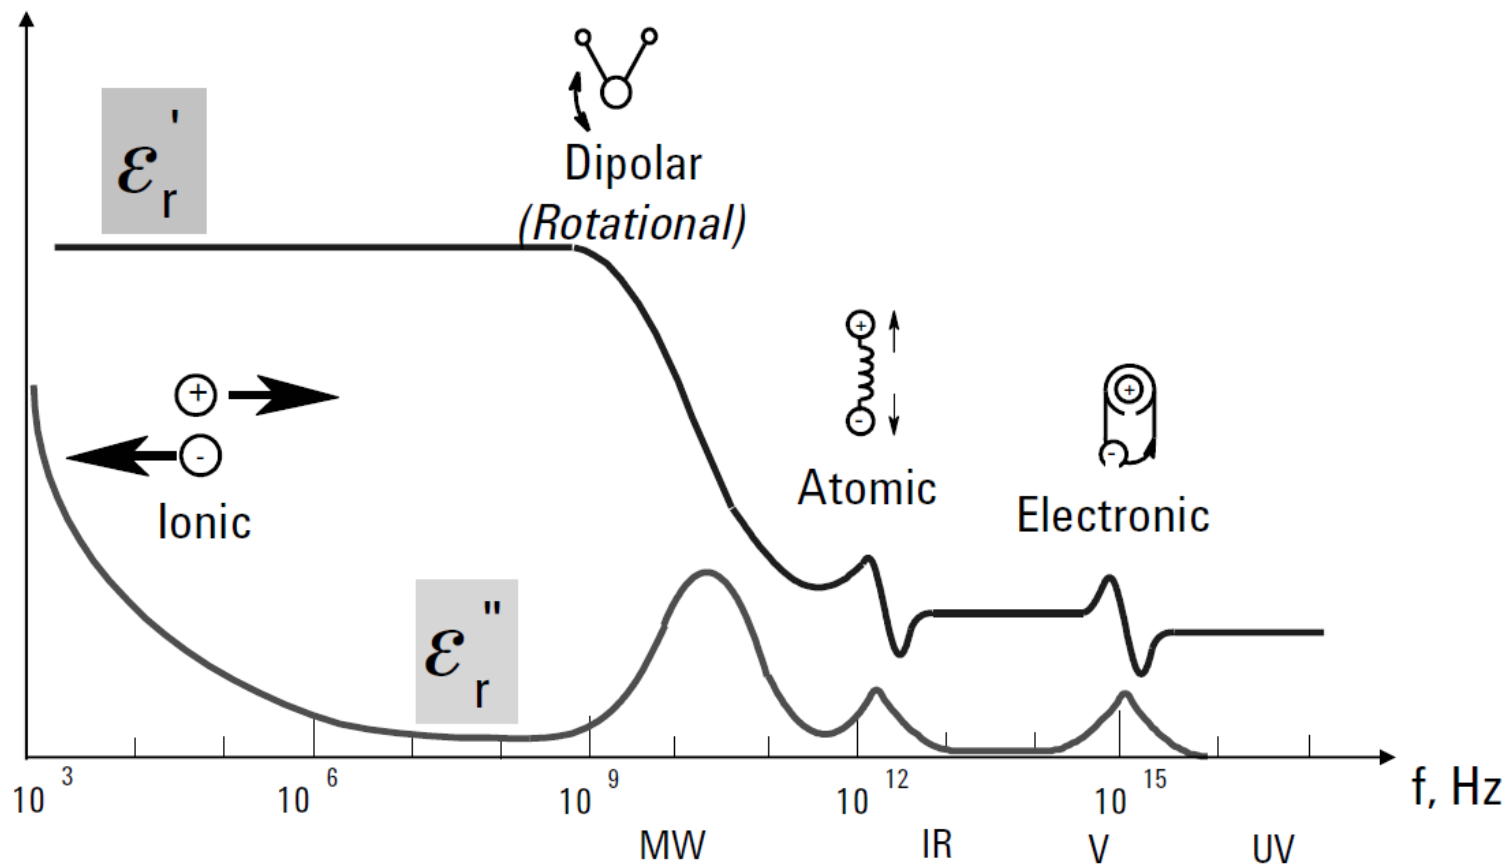 Dipolar
(Rotational)
ε'r
+
-
Ionic
+
-
Atomic
+
-
Electronic
ε"r
10³ 10⁶ 10⁹ 10¹² 10¹⁵ f, Hz
MW IR V UV